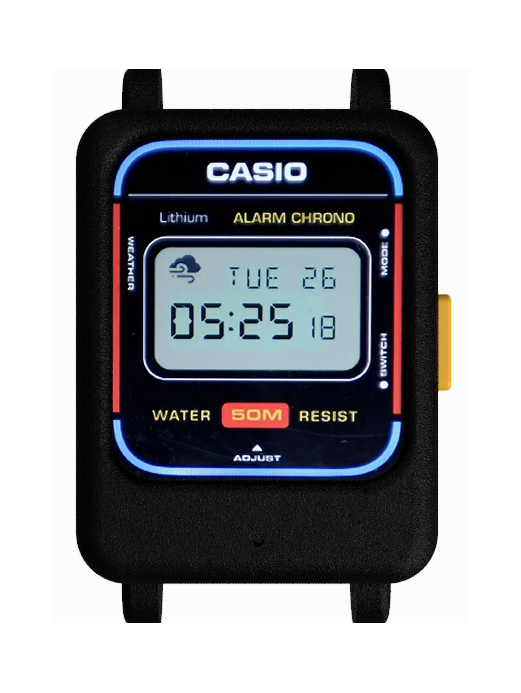 CASIO
Lithium ALARM CHRONO
WEATHER
MODE
TUE 26
05:25 18
SWITCH
WATER 50M RESIST
ADJUST